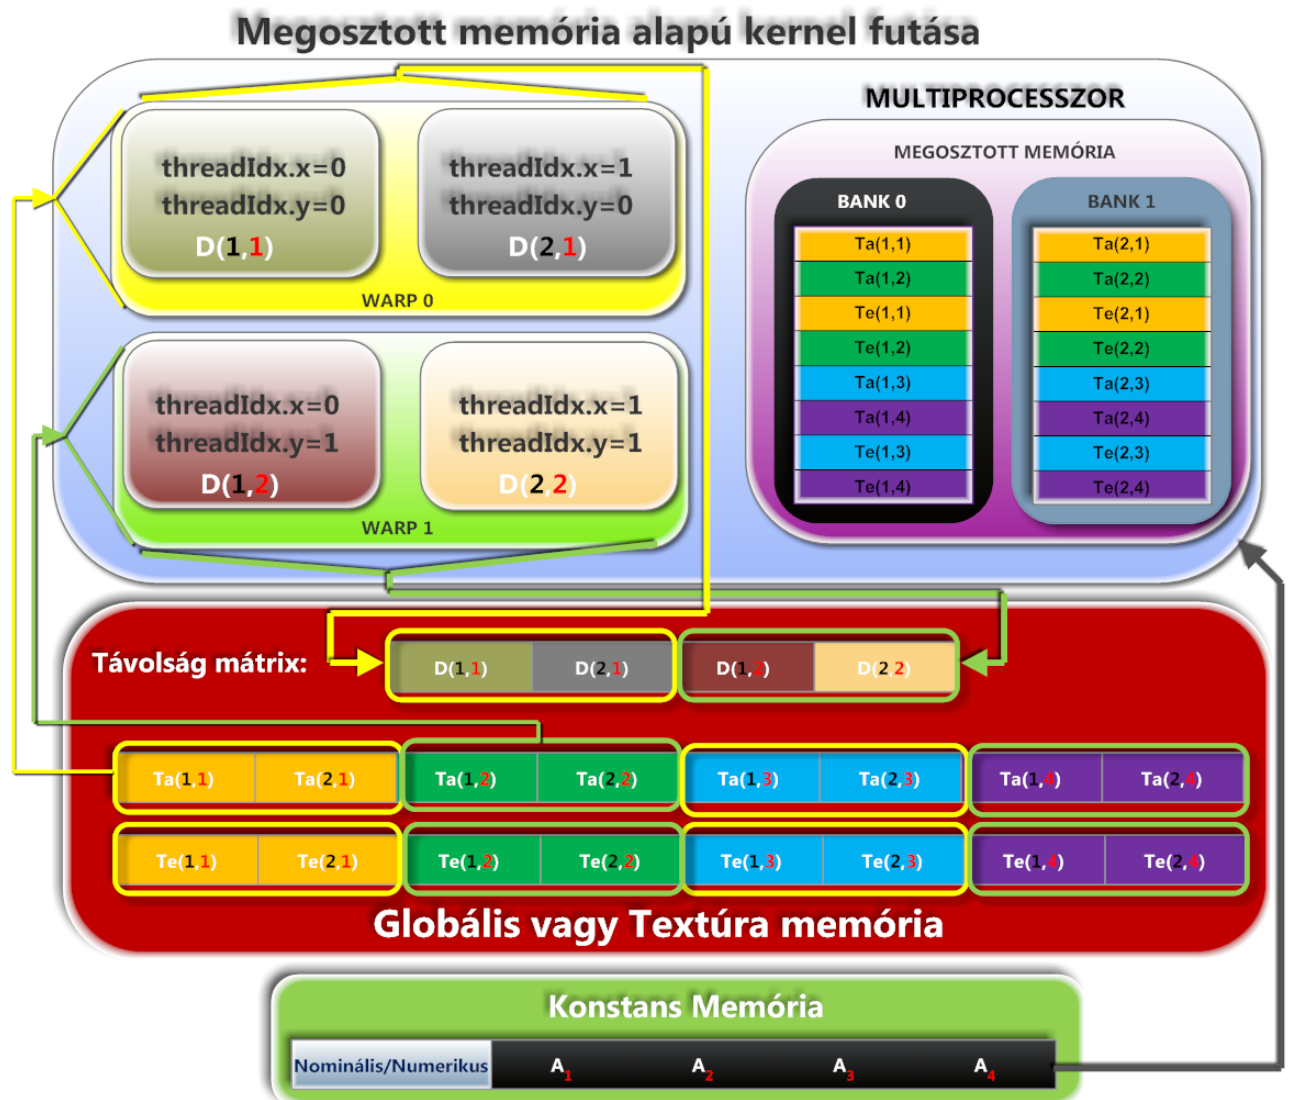 Megosztott memória alapú kernel futása
MULTIPROCESSZOR
MEGOSZTOTT MEMÓRIA
threadIdx.x=0
threadIdx.y=0
D(1,1)
threadIdx.x=1
threadIdx.y=0
D(2,1)
WARP 0
threadIdx.x=0
threadIdx.y=1
D(1,2)
threadIdx.x=1
threadIdx.y=1
D(2,2)
WARP 1
BANK 0
Ta(1,1)
Ta(1,2)
Te(1,1)
Te(1,2)
Ta(1,3)
Ta(1,4)
Te(1,3)
Te(1,4)
BANK 1
Ta(2,1)
Ta(2,2)
Te(2,1)
Te(2,2)
Ta(2,3)
Ta(2,4)
Te(2,3)
Te(2,4)
Távolság mátrix: D(1,1) D(2,1) D(1,2) D(2,2)
Ta(1,1) Ta(2,1) Ta(1,2) Ta(2,2) Ta(1,3) Ta(2,3) Ta(1,4) Ta(2,4)
Te(1,1) Te(2,1) Te(1,2) Te(2,2) Te(1,3) Te(2,3) Te(1,4) Te(2,4)
Globális vagy Textúra memória
Konstans Memória
Nominális/Numerikus A1 A2 A3 A4